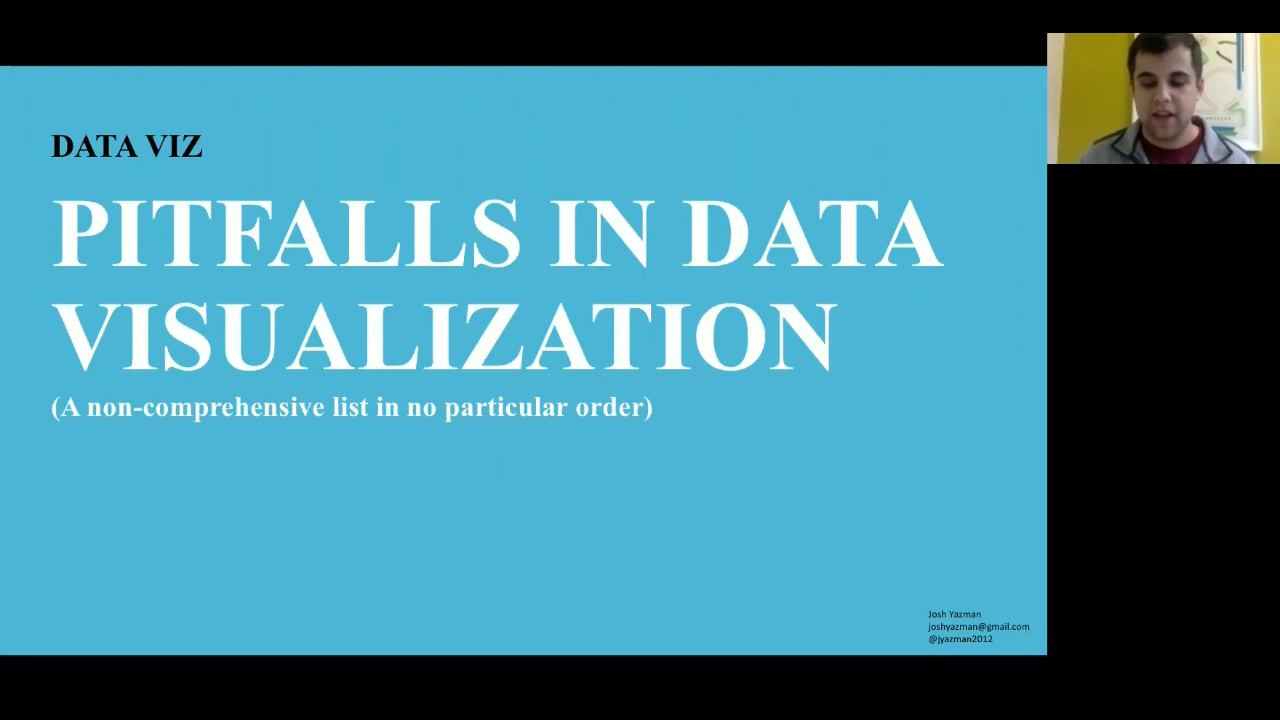 DATA VIZ
PITFALLS IN DATA
VISUALIZATION
(A non-comprehensive list in no particular order)
Josh Yazman
joshyazman@gmail.com
@jyazman2012